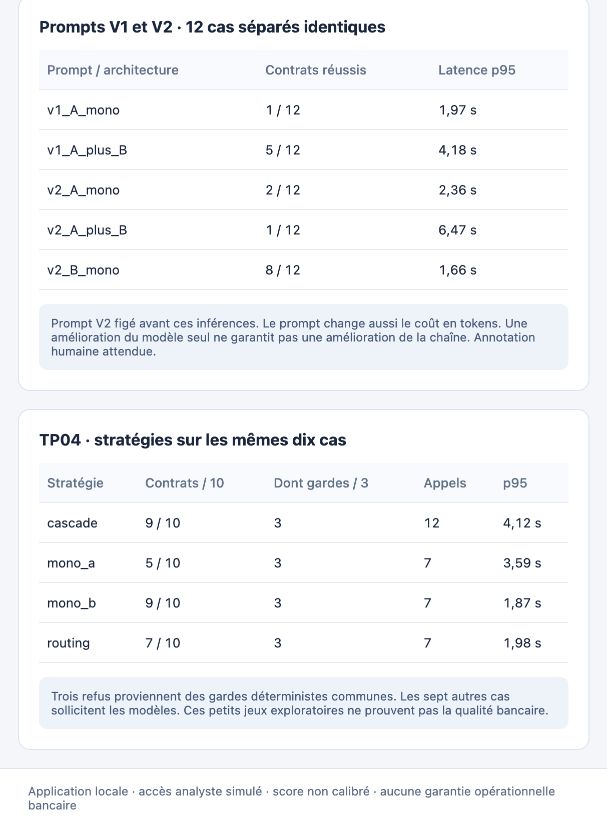 Prompts V1 et V2 · 12 cas séparés identiques
Prompt / architecture Contrats réussis Latence p95
v1_A_mono 1 / 12 1,97 s
v1_A_plus_B 5 / 12 4,18 s
v2_A_mono 2 / 12 2,36 s
v2_A_plus_B 1 / 12 6,47 s
v2_B_mono 8 / 12 1,66 s
Prompt V2 figé avant ces inférences. Le prompt change aussi le coût en tokens. Une
amélioration du modèle seul ne garantit pas une amélioration de la chaîne. Annotation
humaine attendue.
TP04 · stratégies sur les mêmes dix cas
Stratégie Contrats / 10 Dont gardes / 3 Appels p95
cascade 9 / 10 3 12 4,12 s
mono_a 5 / 10 3 7 3,59 s
mono_b 9 / 10 3 7 1,87 s
routing 7 / 10 3 7 1,98 s
Trois refus proviennent des gardes déterministes communes. Les sept autres cas
sollicitent les modèles. Ces petits jeux exploratoires ne prouvent pas la qualité bancaire.
Application locale · accès analyste simulé · score non calibré · aucune garantie opérationnelle
bancaire